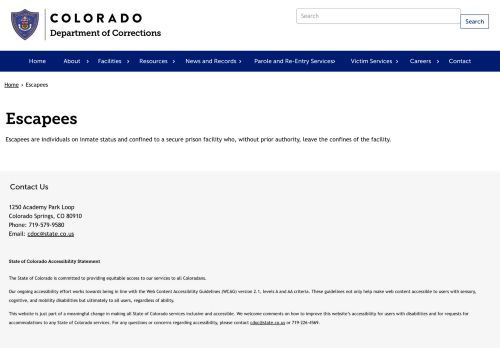 COLORADO
Department of Corrections
Search
Search
Home About › Facilities › Resources › News and Records › Parole and Re-Entry Services › Victim Services › Careers › Contact
Home › Escapees
Escapees
Escapees are individuals on inmate status and confined to a secure prison facility who, without prior authority, leave the confines of the facility.
Contact Us
1250 Academy Park Loop
Colorado Springs, CO 80910
Phone: 719-579-9580
Email: cdoc@state.co.us
State of Colorado Accessibility Statement
The State of Colorado is committed to providing equitable access to our services to all Coloradans.
Our ongoing accessibility effort works towards being in line with the Web Content Accessibility Guidelines (WCAG) version 2.1, levels A and AA criteria. These guidelines not only help make web content accessible to users with sensory,
cognitive, and mobility disabilities but ultimately to all users, regardless of ability.
This website is just part of a meaningful change in making all State of Colorado services inclusive and accessible. We welcome comments on how to improve this website's accessibility for users with disabilities and for requests for
accommodations to any State of Colorado services. For any questions or concerns regarding accessibility, please contact cdoc@state.co.us or 719-226-4569.